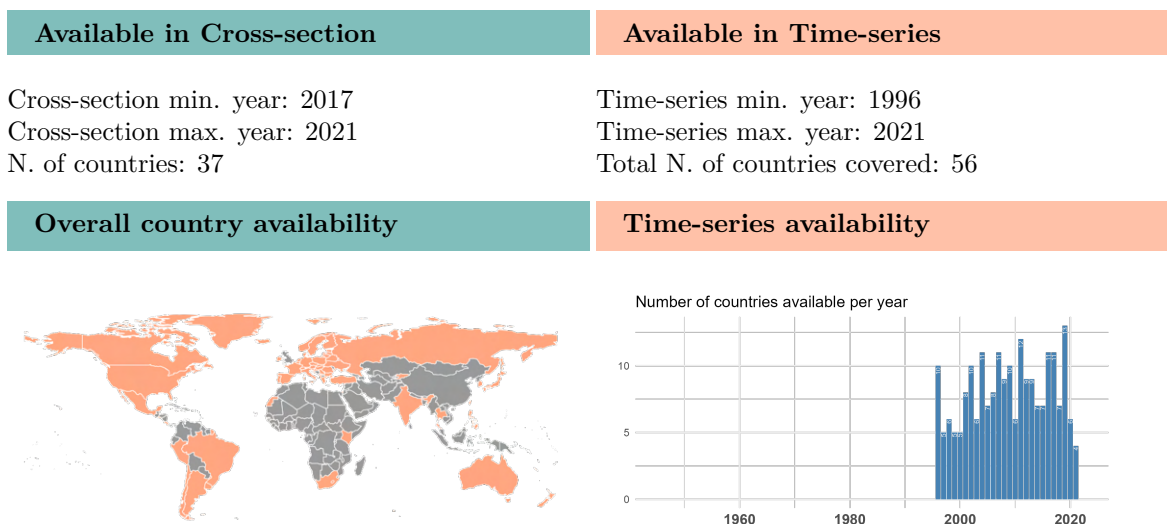 Available in Cross-section
Available in Time-series
Cross-section min. year: 2017
Cross-section max. year: 2021
N. of countries: 37
Time-series min. year: 1996
Time-series max. year: 2021
Total N. of countries covered: 56
Overall country availability
Time-series availability
Number of countries available per year
10
5
0
1960
1980
2000
2020